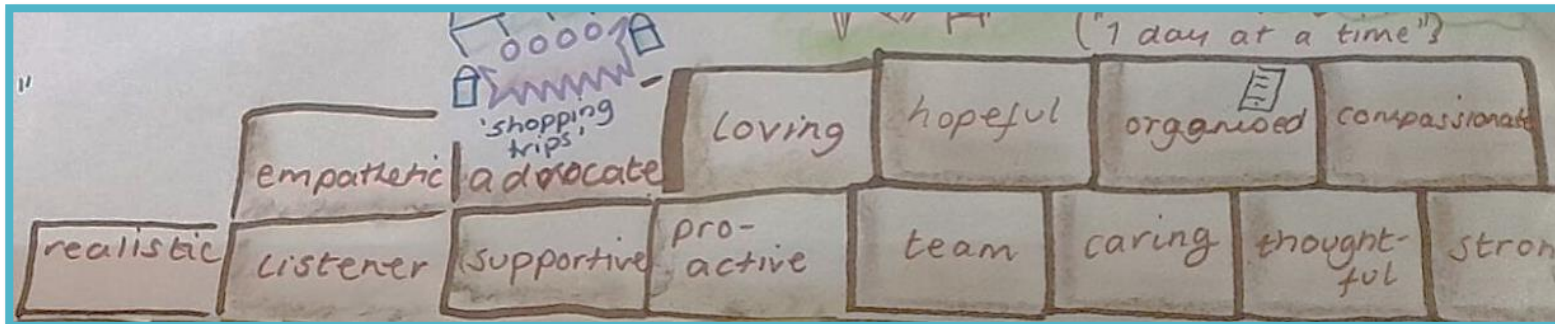 ("1 day at a time")
"
'shopping
trips'
loving hopeful organised compassionate
empathetic advocate
realistic listener supportive pro-
active team caring thought-
ful stron